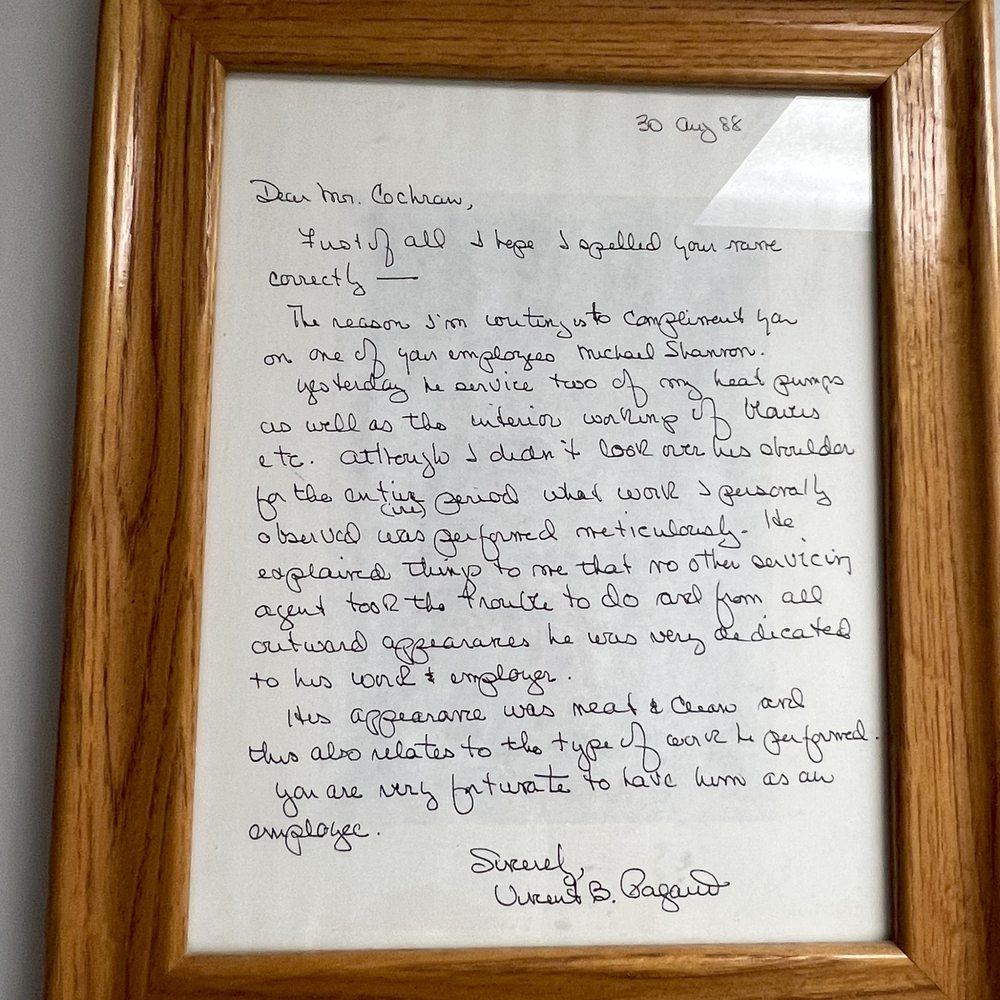 30 Aug 88
Dear Mr. Cochran,
First of all I hope I spelled your name
correctly —
The reason I'm writing is to compliment you
on one of your employees Michael Shannon.
Yesterday he service two of my heat pumps
as well as the interior working of blowers
etc. Although I didn't look over his shoulder
for the entire period what work I personally
(ire)
observed was performed meticulously. He
explained things to me that no other servicing
agent took the trouble to do and from all
outward appearances he was very dedicated
to his work & employer.
His appearance was neat & clean and
this also relates to the type of work he performed.
You are very fortunate to have him as an
employee.
Sincerely,
Vincent B.